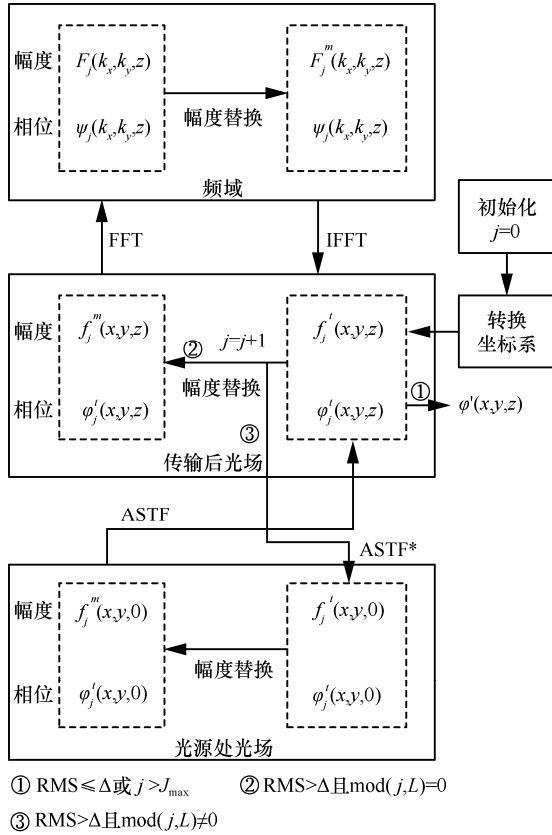 幅度 F_j(k_x,k_y,z) F_j^m(k_x,k_y,z)
幅度替换
相位 ψ_j(k_x,k_y,z) ψ_j(k_x,k_y,z)
频域
初始化
j=0
FFT IFFT
转换
坐标系
幅度 f_j^m(x,y,z) f_j^t(x,y,z)
② j=j+1
幅度替换
相位 φ_j^t(x,y,z) φ_j^t(x,y,z)
① φ'(x,y,z)
③
传输后光场
ASTF ASTF*
幅度 f_j^m(x,y,0) f_j^t(x,y,0)
幅度替换
相位 φ_j^t(x,y,0) φ_j^t(x,y,0)
光源处光场
① RMS≤Δ或j>J_max ② RMS>Δ且mod(j,L)=0
③ RMS>Δ且mod(j,L)≠0